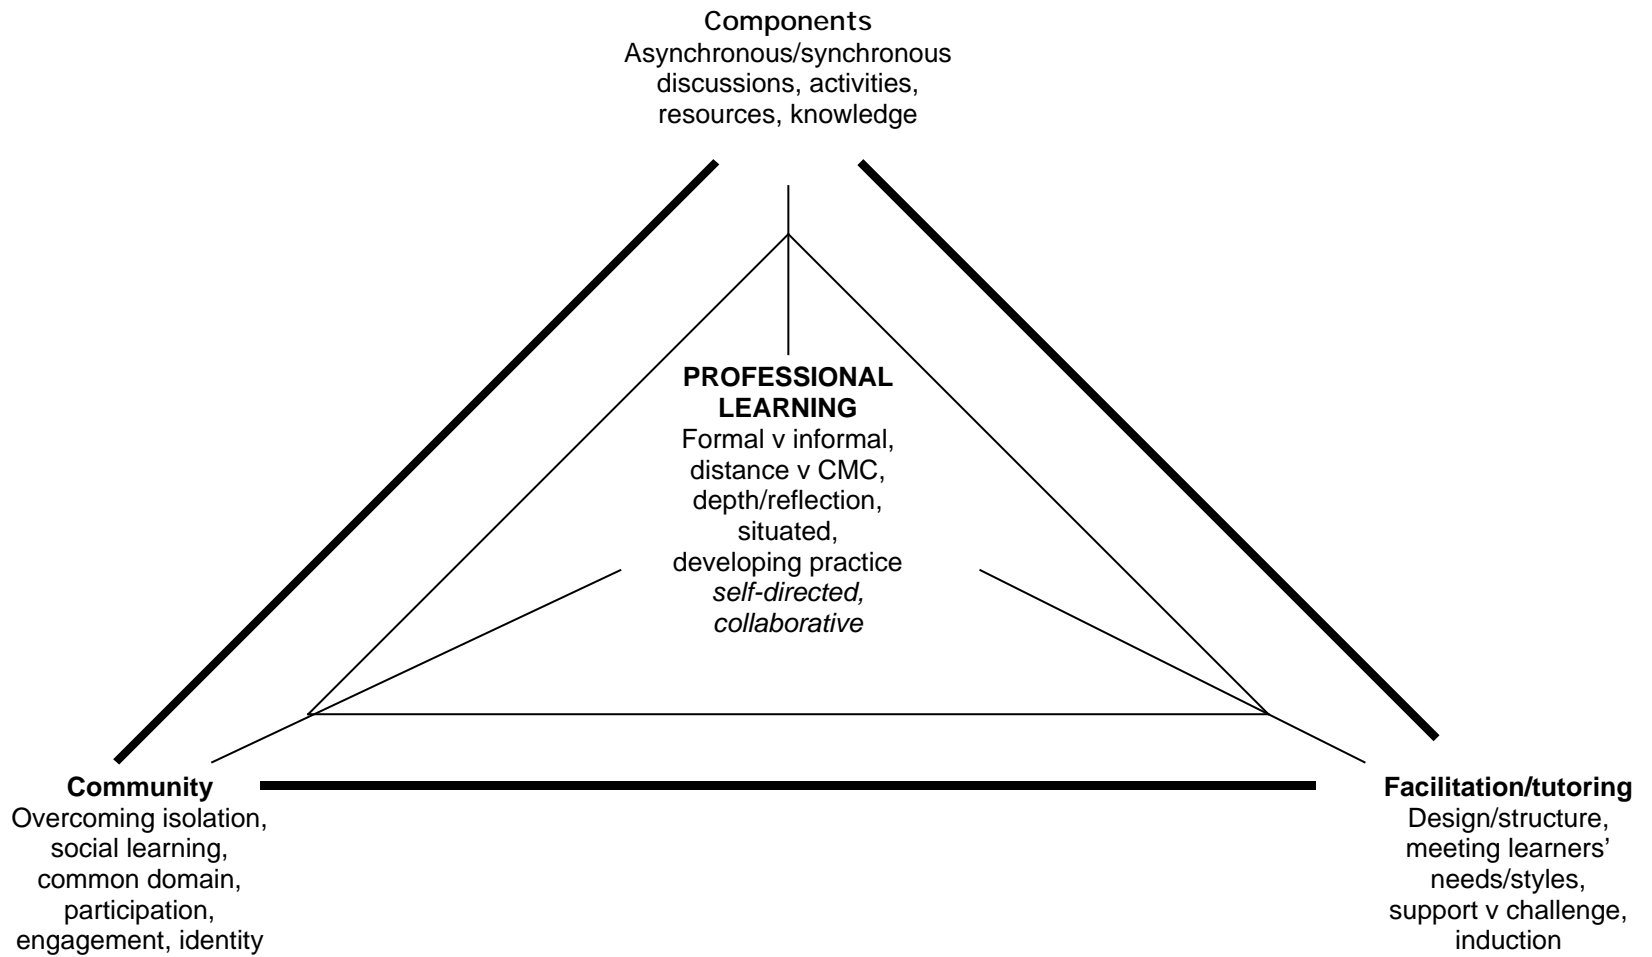 Components
Asynchronous/synchronous
discussions, activities,
resources, knowledge
PROFESSIONAL
LEARNING
Formal v informal,
distance v CMC,
depth/reflection,
situated,
developing practice
self-directed,
collaborative
Community
Overcoming isolation,
social learning,
common domain,
participation,
engagement, identity
Facilitation/tutoring
Design/structure,
meeting learners’
needs/styles,
support v challenge,
induction